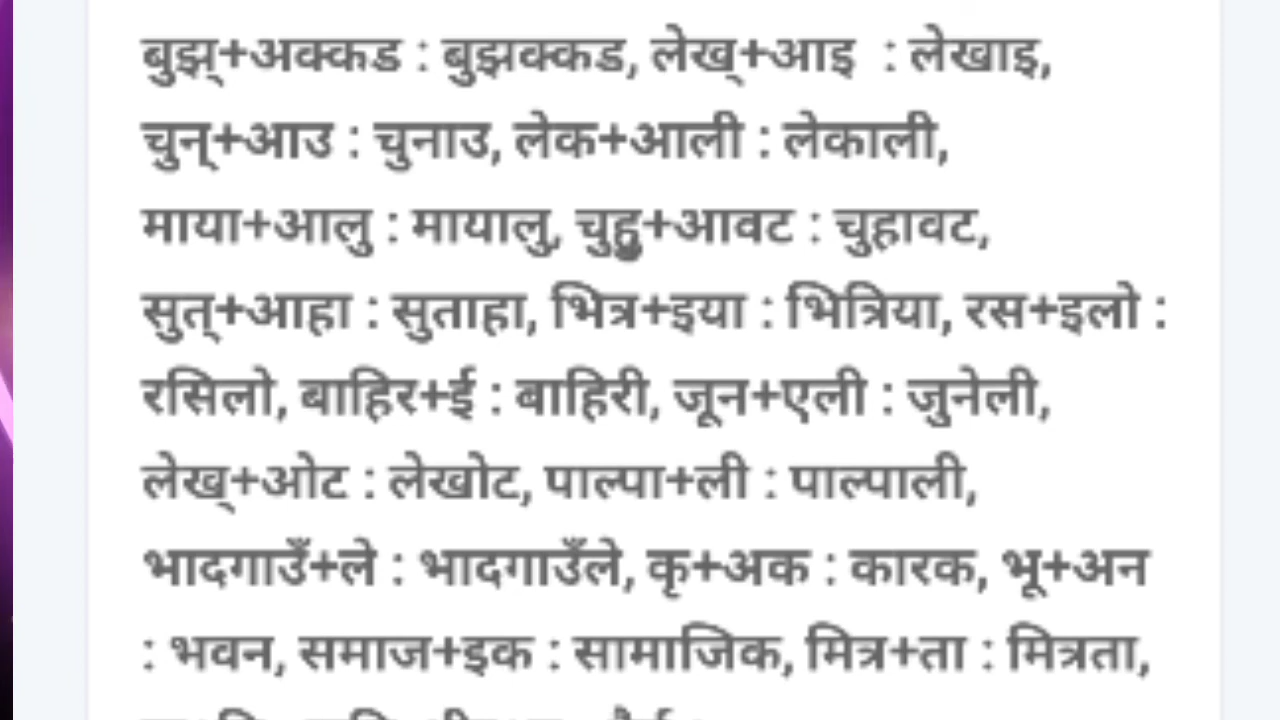 बुझ्+अक्कड : बुझक्कड, लेख्+आइ : लेखाइ,
चुन्+आउ : चुनाउ, लेक+आली : लेकाली,
माया+आलु : मायालु, +आवट : चुहावट,
सुत्+आहा : सुताहा, भित्र+इया : भित्रिया, रस+इलो :
रसिलो, बाहिर+ई : बाहिरी, जून+एली : जुनेली,
लेख्+ओट : लेखोट, पाल्पा+ली : पाल्पाली,
भादगाउँ+ले : भादगाउँले, कृ+अक : कारक, भू+अन
: भवन, समाज+इक : सामाजिक, मित्र+ता : मित्रता,